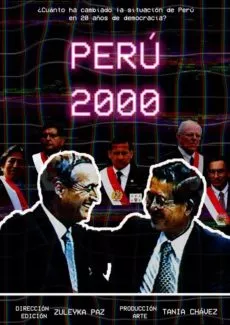 ¿Cuánto ha cambiado la situación de Perú
en 20 años de democracia?
PERÚ
2000
DIRECCIÓN
EDICIÓN
ZULEYKA PAZ
PRODUCCIÓN
ARTE
TANIA CHÁVEZ